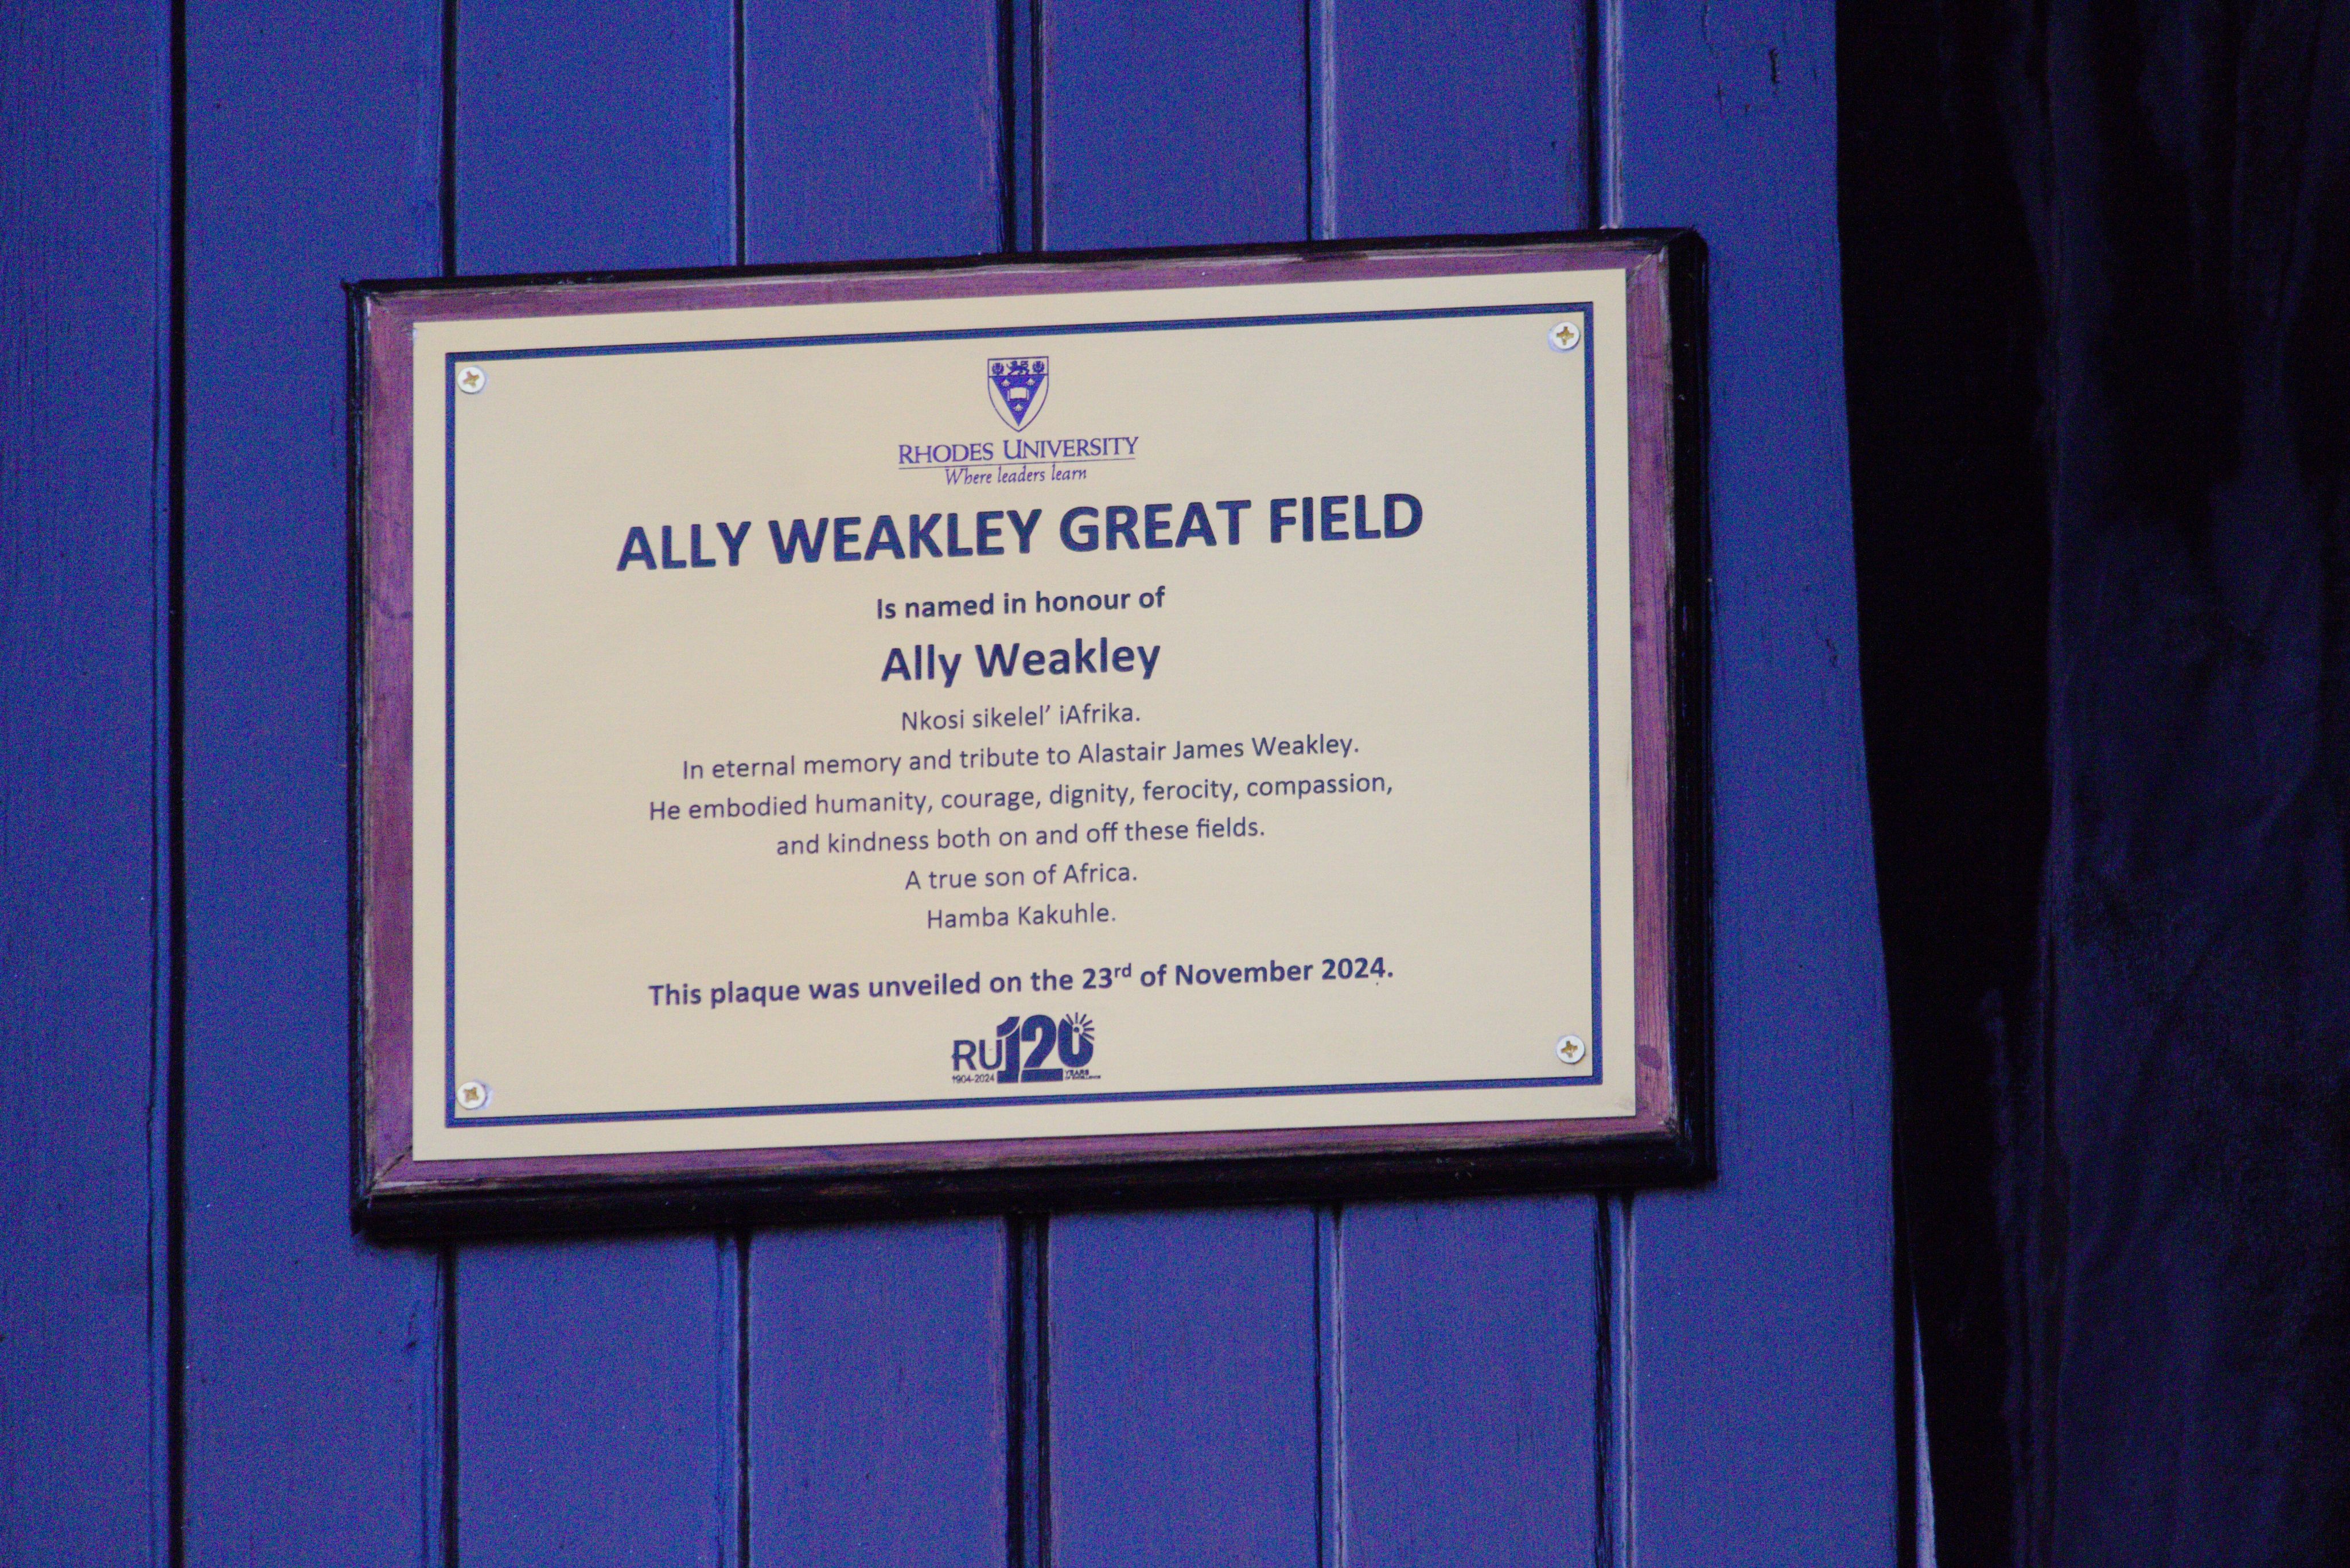 RHODES UNIVERSITY
Where leaders learn
ALLY WEAKLEY GREAT FIELD
Is named in honour of
Ally Weakley
Nkosi sikelel’ iAfrika.
In eternal memory and tribute to Alastair James Weakley.
He embodied humanity, courage, dignity, ferocity, compassion,
and kindness both on and off these fields.
A true son of Africa.
Hamba Kakuhle.
This plaque was unveiled on the 23rd of November 2024.
RU120
1904-2024 YEARS
OF EXCELLENCE